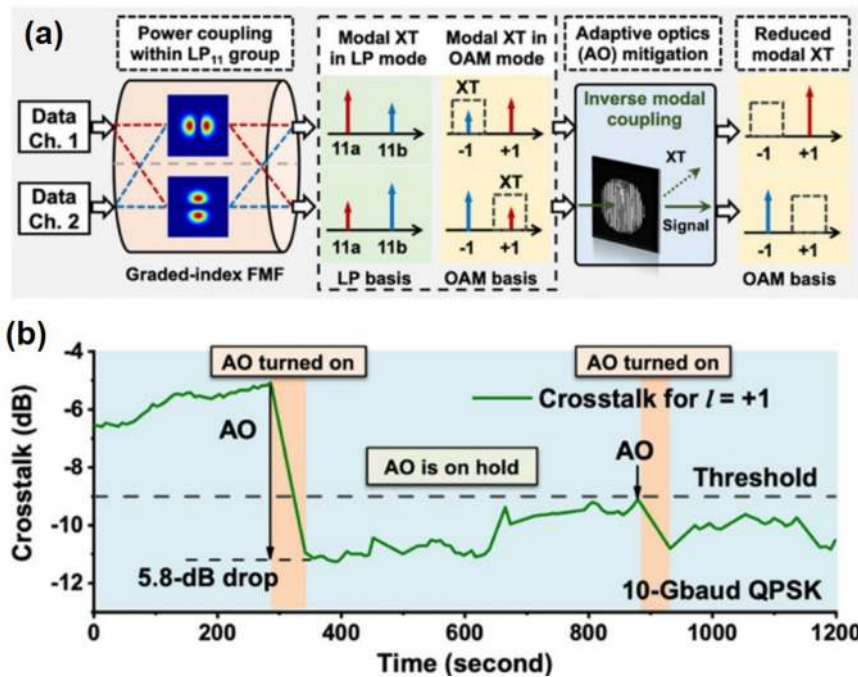 (a)
Power coupling
within LP₁₁ group
Modal XT
in LP mode
Modal XT in
OAM mode
Adaptive optics
(AO) mitigation
Reduced
modal XT
Data
Ch. 1
Data
Ch. 2
Graded-index FMF
11a 11b
11a 11b
LP basis
XT
-1 +1
XT
-1 +1
OAM basis
Inverse modal
coupling
XT
Signal
-1 +1
-1 +1
OAM basis
(b)
Crosstalk (dB)
-4
-6
-8
-10
-12
AO turned on
AO turned on
Crosstalk for l = +1
AO
AO
AO is on hold
Threshold
5.8-dB drop
10-Gbaud QPSK
0 200 400 600 800 1000 1200
Time (second)